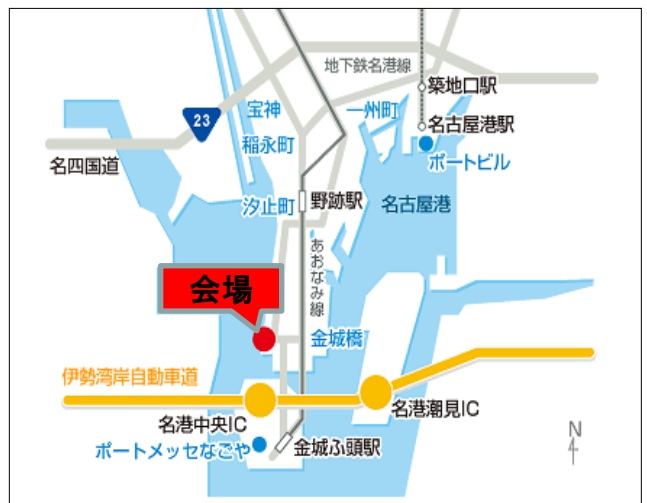 地下鉄名港線
築地口駅
宝神
一州町
23
名古屋港駅
稲永町
ポートビル
名四国道
野跡駅
汐止町
名古屋港
あおなみ線
会場
金城橋
伊勢湾岸自動車道
名港潮見IC
名港中央IC
N
ポートメッセなごや
金城ふ頭駅